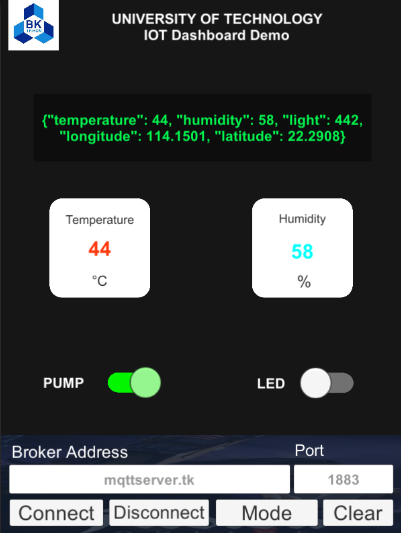 BK
TP.HCM
UNIVERSITY OF TECHNOLOGY
IOT Dashboard Demo
{"temperature": 44, "humidity": 58, "light": 442,
"longitude": 114.1501, "latitude": 22.2908}
Temperature
44
°C
Humidity
58
%
PUMP
LED
Broker Address
Port
mqttserver.tk
1883
Connect
Disconnect
Mode
Clear